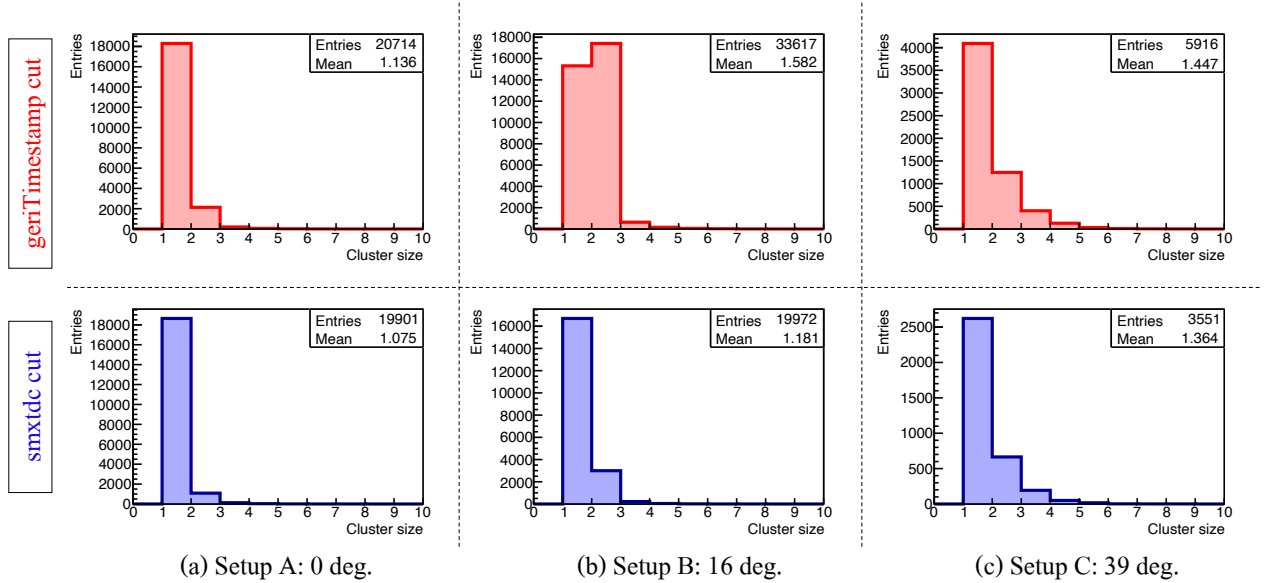 geriTimestamp cut
Entries
18000
16000
14000
12000
10000
8000
6000
4000
2000
0
0 1 2 3 4 5 6 7 8 9 10
Cluster size
Entries 20714
Mean 1.136
Entries
18000
16000
14000
12000
10000
8000
6000
4000
2000
0
0 1 2 3 4 5 6 7 8 9 10
Cluster size
Entries 33617
Mean 1.582
Entries
4000
3500
3000
2500
2000
1500
1000
500
0
0 1 2 3 4 5 6 7 8 9 10
Cluster size
Entries 5916
Mean 1.447
smxtdc cut
Entries
18000
16000
14000
12000
10000
8000
6000
4000
2000
0
0 1 2 3 4 5 6 7 8 9 10
Cluster size
Entries 19901
Mean 1.075
Entries
16000
14000
12000
10000
8000
6000
4000
2000
0
0 1 2 3 4 5 6 7 8 9 10
Cluster size
Entries 19972
Mean 1.181
Entries
2500
2000
1500
1000
500
0
0 1 2 3 4 5 6 7 8 9 10
Cluster size
Entries 3551
Mean 1.364
(a) Setup A: 0 deg.
(b) Setup B: 16 deg.
(c) Setup C: 39 deg.